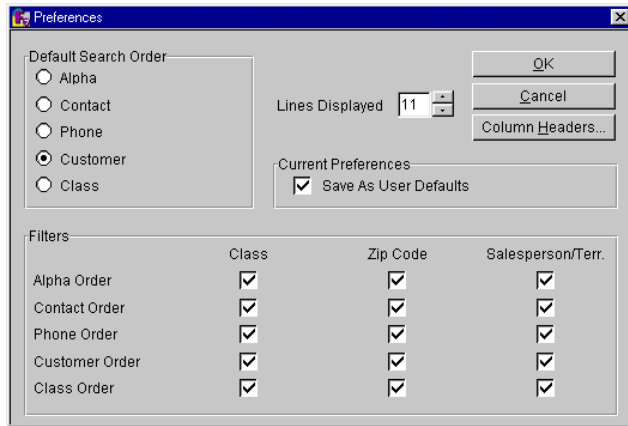 Preferences
Default Search Order
Alpha
Contact
Phone
Customer
Class
Lines Displayed 11
OK
Cancel
Column Headers...
Current Preferences
Save As User Defaults
Filters
Class Zip Code Salesperson/Terr.
Alpha Order
Contact Order
Phone Order
Customer Order
Class Order